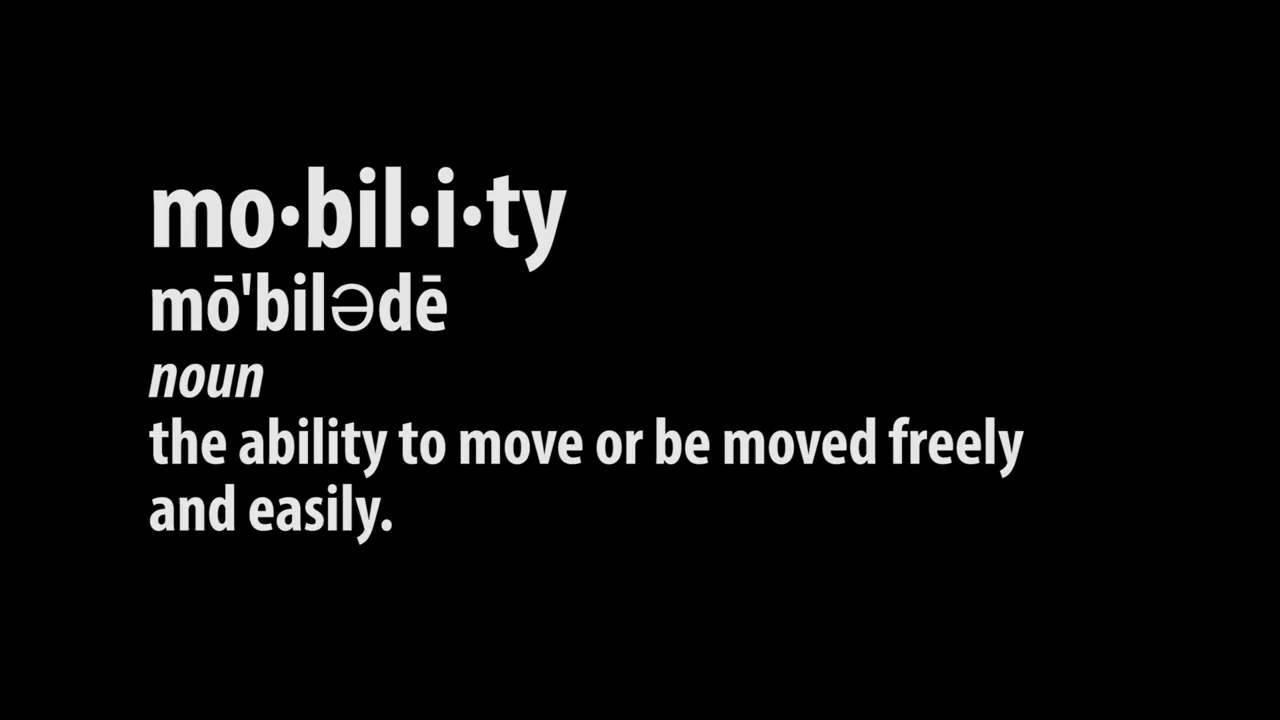 mo·bil·i·ty
mō'bilədē
noun
the ability to move or be moved freely
and easily.